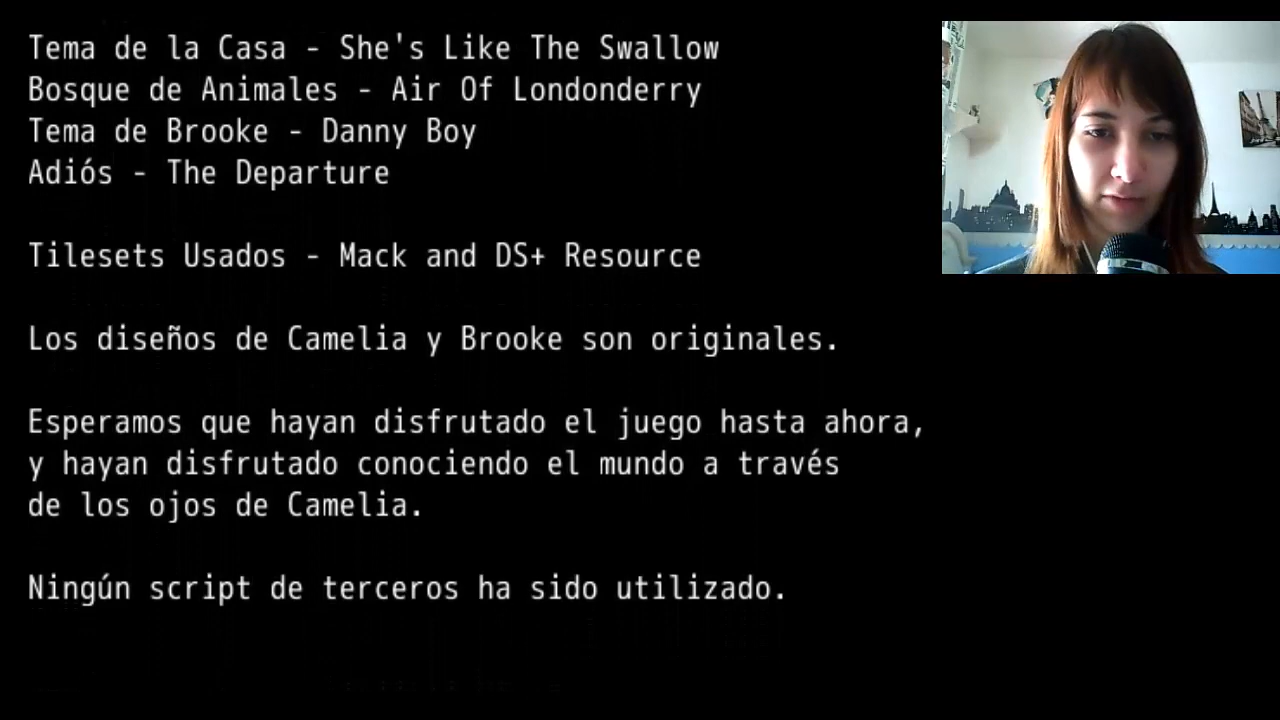 Tema de la Casa - She's Like The Swallow
Bosque de Animales - Air Of Londonderry
Tema de Brooke - Danny Boy
Adiós - The Departure
Tilesets Usados - Mack and DS+ Resource
Los diseños de Camelia y Brooke son originales.
Esperamos que hayan disfrutado el juego hasta ahora,
y hayan disfrutado conociendo el mundo a través
de los ojos de Camelia.
Ningún script de terceros ha sido utilizado.